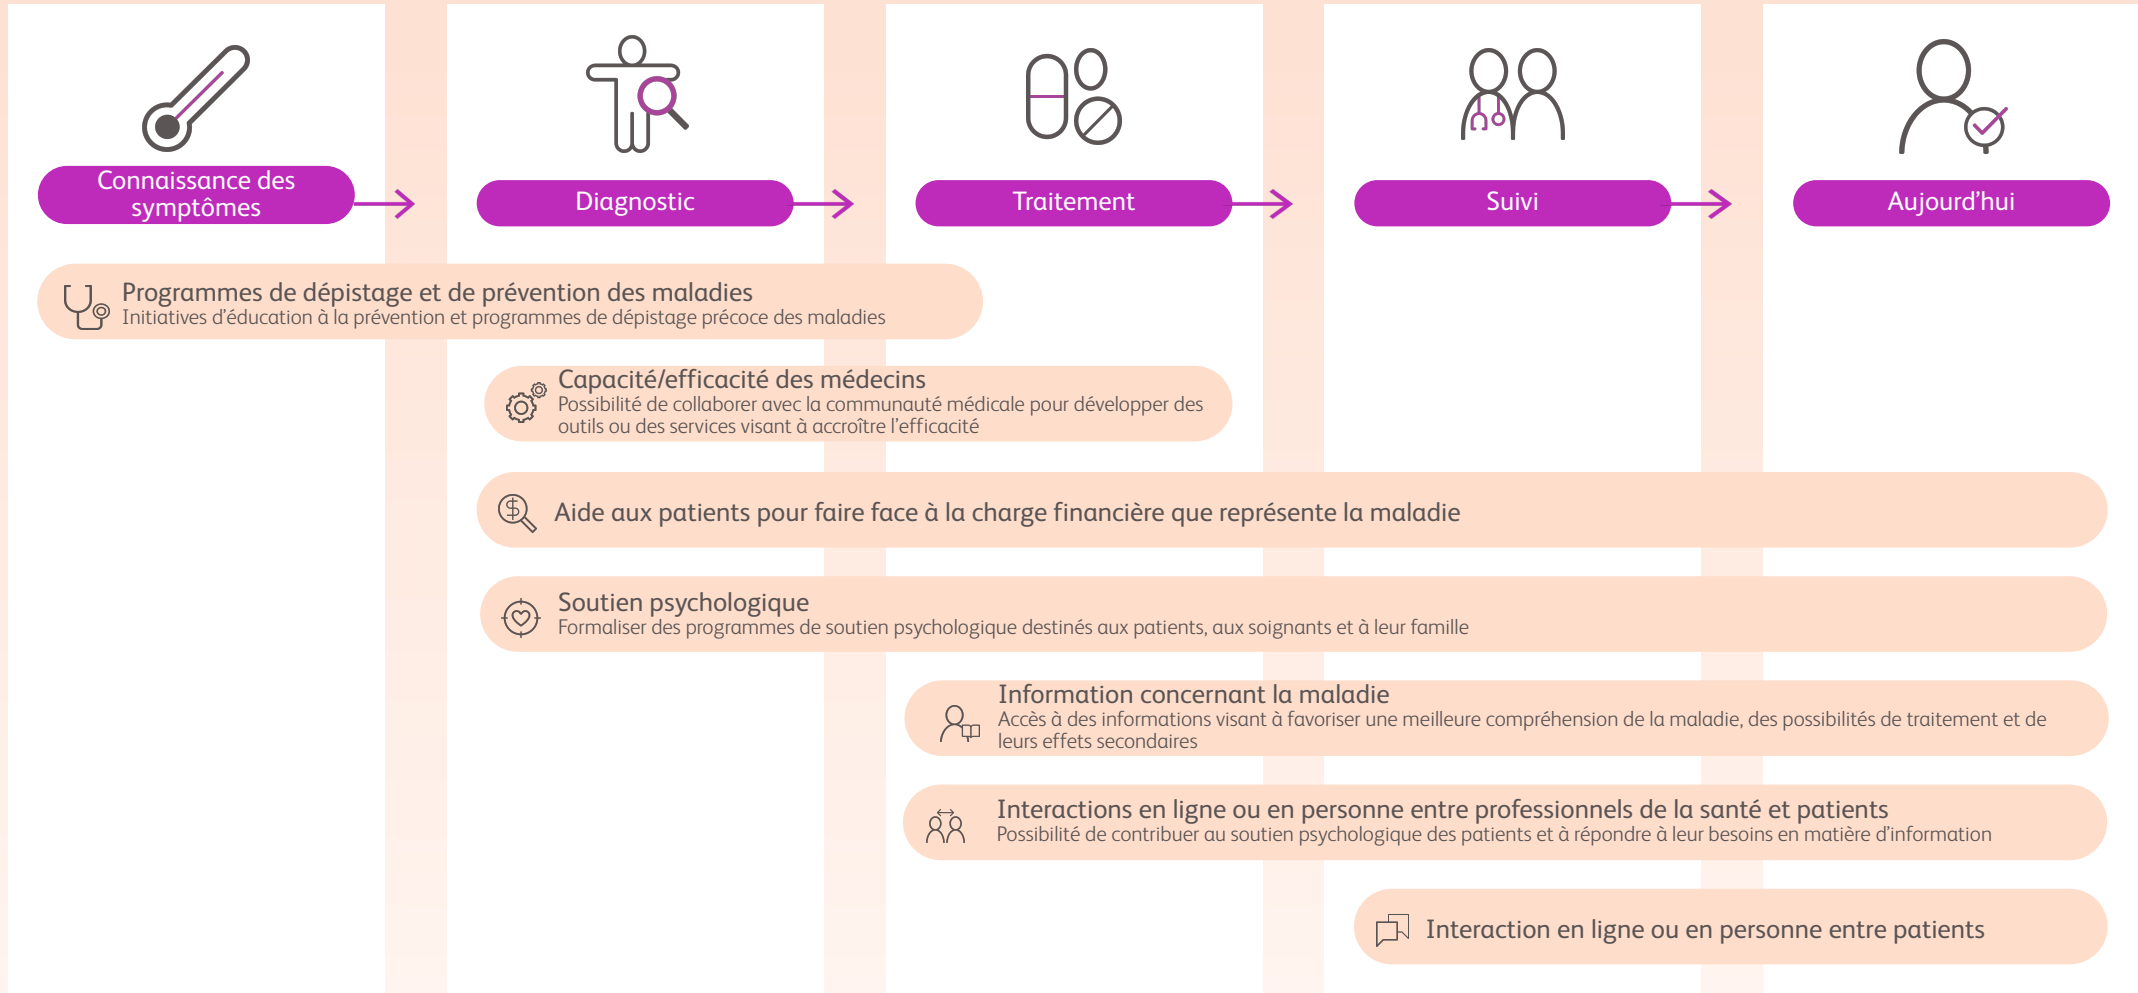 Connaissance des
symptômes
Diagnostic
Traitement
Suivi
Aujourd’hui
Programmes de dépistage et de prévention des maladies
Initiatives d’éducation à la prévention et programmes de dépistage précoce des maladies
Capacité/efficacité des médecins
Possibilité de collaborer avec la communauté médicale pour développer des
outils ou des services visant à accroître l’efficacité
Aide aux patients pour faire face à la charge financière que représente la maladie
Soutien psychologique
Formaliser des programmes de soutien psychologique destinés aux patients, aux soignants et à leur famille
Information concernant la maladie
Accès à des informations visant à favoriser une meilleure compréhension de la maladie, des possibilités de traitement et de
leurs effets secondaires
Interactions en ligne ou en personne entre professionnels de la santé et patients
Possibilité de contribuer au soutien psychologique des patients et à répondre à leur besoins en matière d’information
Interaction en ligne ou en personne entre patients